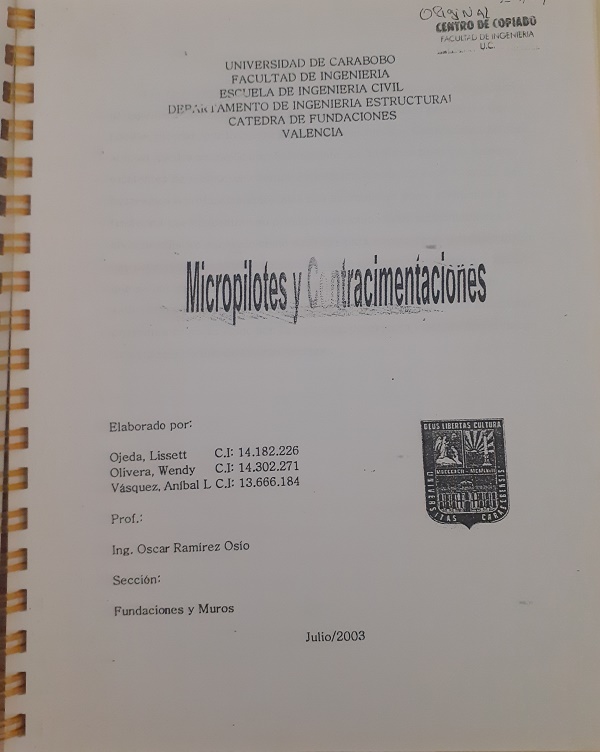 ORIGINAL
CENTRO DE COPIADO
FACULTAD DE INGENIERIA
U.C.
UNIVERSIDAD DE CARABOBO
FACULTAD DE INGENIERIA
ESCUELA DE INGENIERIA CIVIL
DEPARTAMENTO DE INGENIERIA ESTRUCTURAL
CATEDRA DE FUNDACIONES
VALENCIA
Micropilotes y Contracimentaciones
Elaborado por:
Ojeda, Lissett C.I: 14.182.226
Olivera, Wendy C.I: 14.302.271
Vásquez, Aníbal L C.I: 13.666.184
DEUS LIBERTAS CULTURA
UNIVERSITAS CARABOBENSIS
Prof.:
Ing. Oscar Ramírez Osío
Sección:
Fundaciones y Muros
Julio/2003